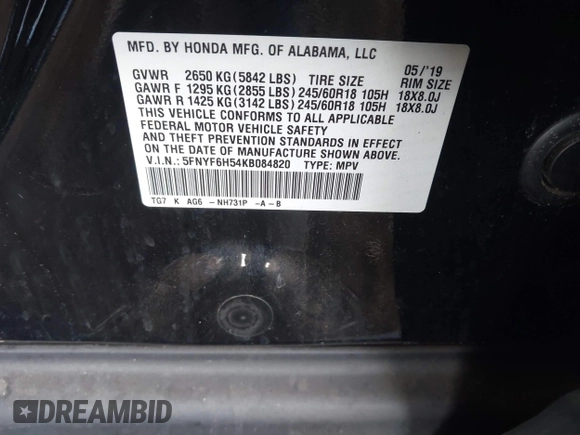 MFD. BY HONDA MFG. OF ALABAMA, LLC
GVWR 2650 KG(5842 LBS) TIRE SIZE 05/'19 RIM SIZE
GAWR F 1295 KG(2855 LBS) 245/60R18 105H 18X8.0J
GAWR R 1425 KG(3142 LBS) 245/60R18 105H 18X8.0J
THIS VEHICLE CONFORMS TO ALL APPLICABLE
FEDERAL MOTOR VEHICLE SAFETY
AND THEFT PREVENTION STANDARDS IN EFFECT
ON THE DATE OF MANUFACTURE SHOWN ABOVE.
V.I.N.: 5FNYF6H54KB084820 TYPE: MPV
TG7 K AG6 -NH731P -A-B
DREAMBID